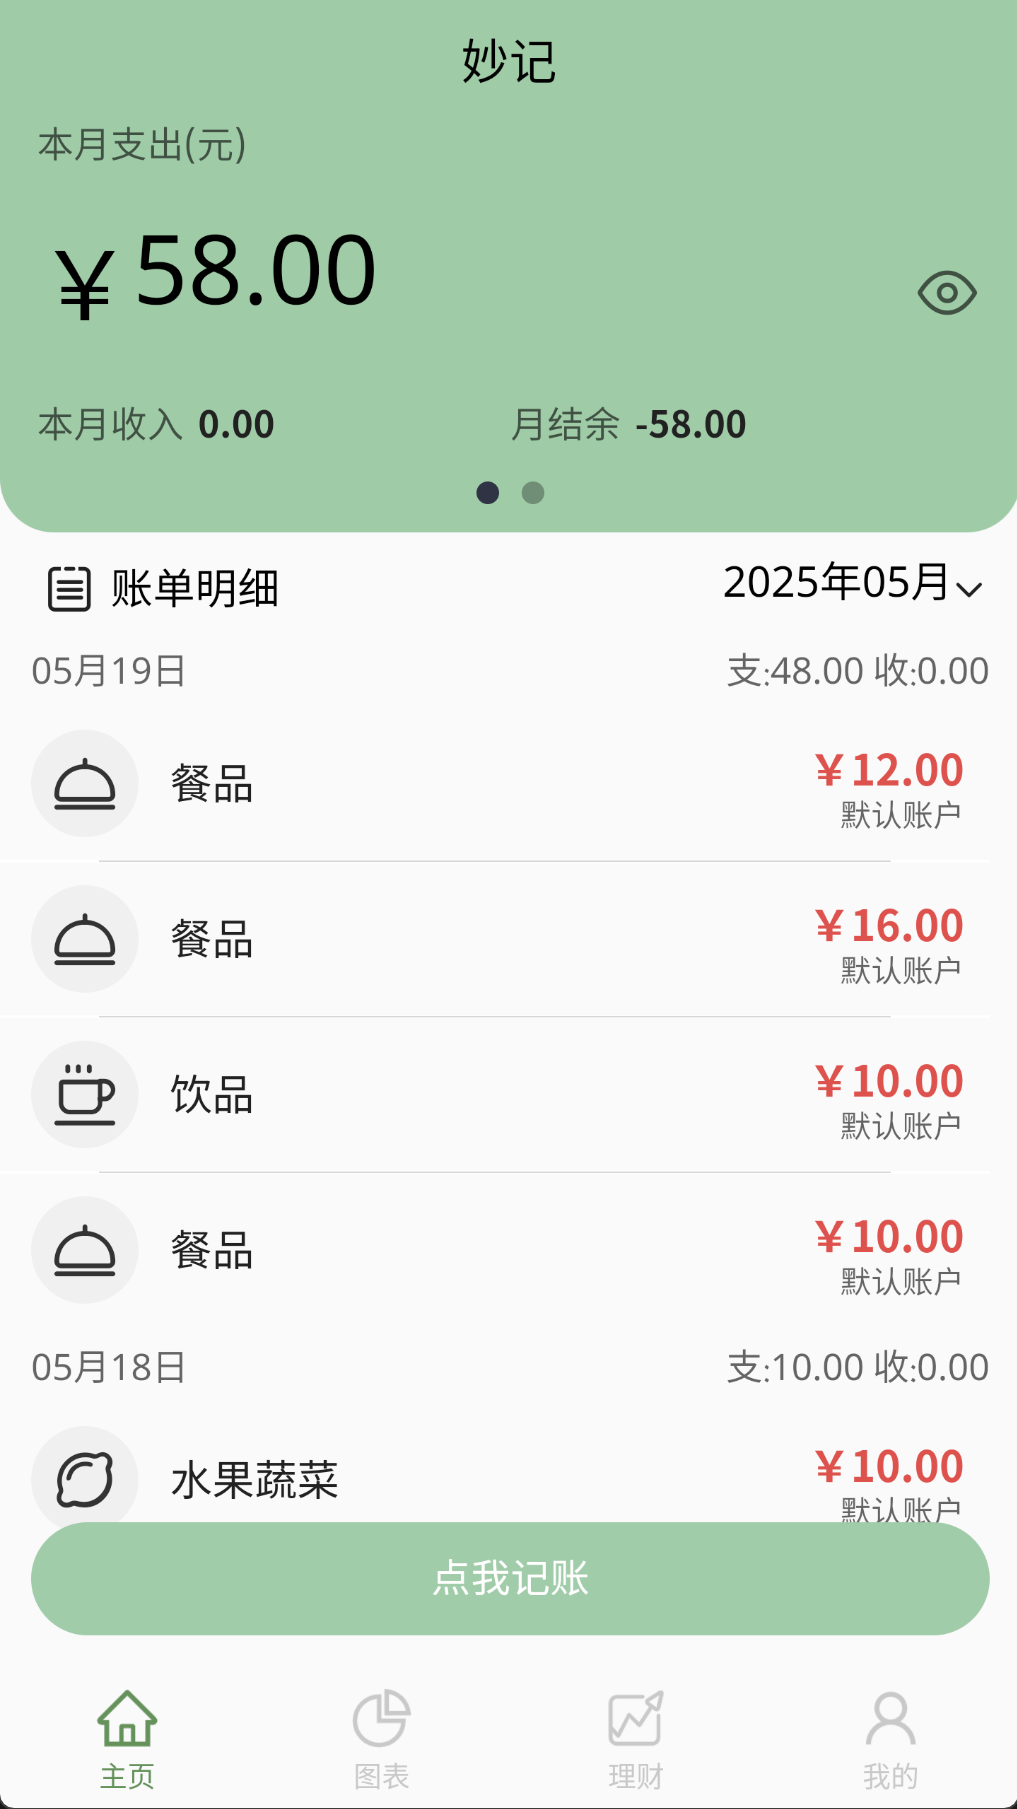 妙记
本月支出(元)
¥ 58.00
本月收入 0.00 月结余 -58.00
账单明细 2025年05月
05月19日 支:48.00 收:0.00
餐品 ¥12.00
默认账户
餐品 ¥16.00
默认账户
饮品 ¥10.00
默认账户
餐品 ¥10.00
默认账户
05月18日 支:10.00 收:0.00
水果蔬菜 ¥10.00
默认账户
点我记账
主页 图表 理财 我的